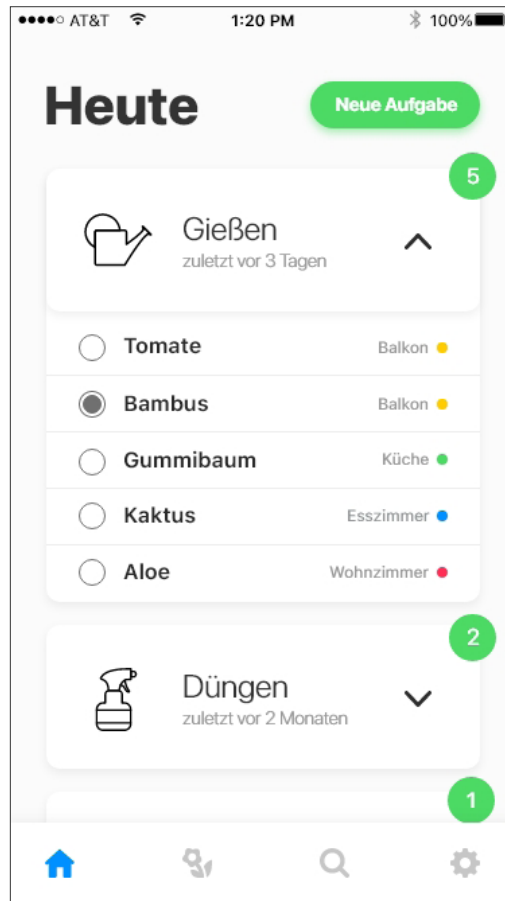 AT&T 1:20 PM 100%
Heute
Neue Aufgabe
5
Gießen
zuletzt vor 3 Tagen
Tomate Balkon
Bambus Balkon
Gummibaum Küche
Kaktus Esszimmer
Aloe Wohnzimmer
2
Düngen
zuletzt vor 2 Monaten
1